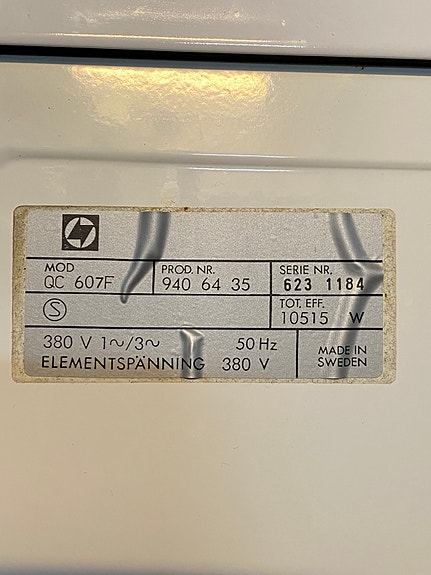 MOD
QC 607F
PROD. NR.
940 64 35
SERIE NR.
623 1184
S
TOT. EFF.
10515 W
380 V 1~/3~ 50 Hz
ELEMENTSPÄNNING 380 V
MADE IN
SWEDEN